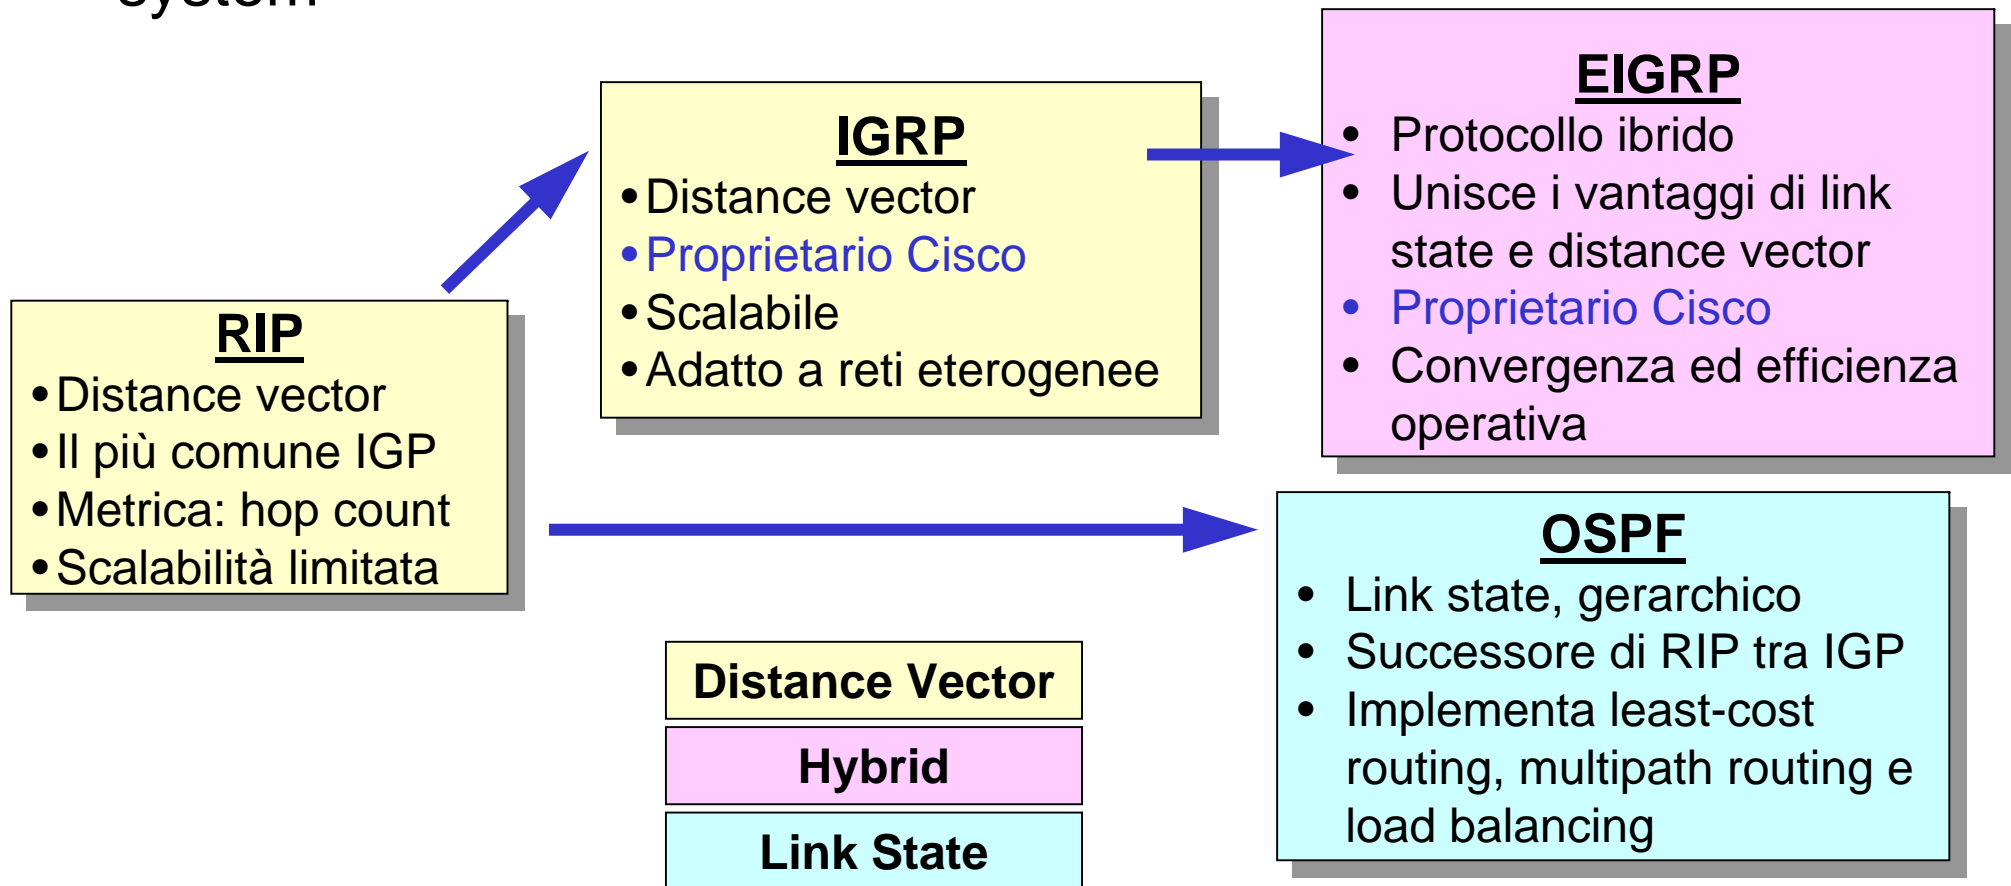 system
EIGRP
• Protocollo ibrido
• Unisce i vantaggi di link
state e distance vector
• Proprietario Cisco
• Convergenza ed efficienza
operativa
IGRP
• Distance vector
• Proprietario Cisco
• Scalabile
• Adatto a reti eterogenee
RIP
• Distance vector
• Il più comune IGP
• Metrica: hop count
• Scalabilità limitata
OSPF
• Link state, gerarchico
• Successore di RIP tra IGP
• Implementa least-cost
routing, multipath routing e
load balancing
Distance Vector
Hybrid
Link State